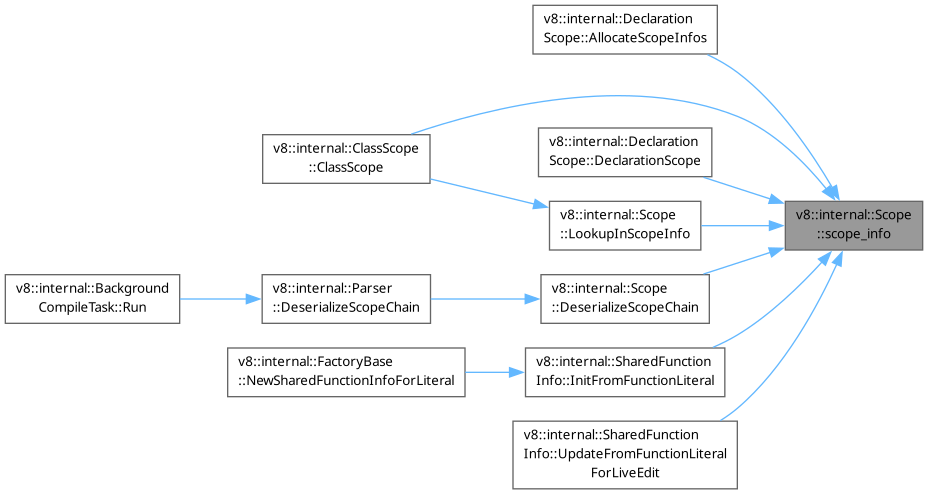 v8::internal::Declaration
Scope::AllocateScopeInfos
v8::internal::ClassScope
::ClassScope
v8::internal::Declaration
Scope::DeclarationScope
v8::internal::Scope
::LookupInScopeInfo
v8::internal::Scope
::scope_info
v8::internal::Background
CompileTask::Run
v8::internal::Parser
::DeserializeScopeChain
v8::internal::Scope
::DeserializeScopeChain
v8::internal::FactoryBase
::NewSharedFunctionInfoForLiteral
v8::internal::SharedFunction
Info::InitFromFunctionLiteral
v8::internal::SharedFunction
Info::UpdateFromFunctionLiteral
ForLiveEdit